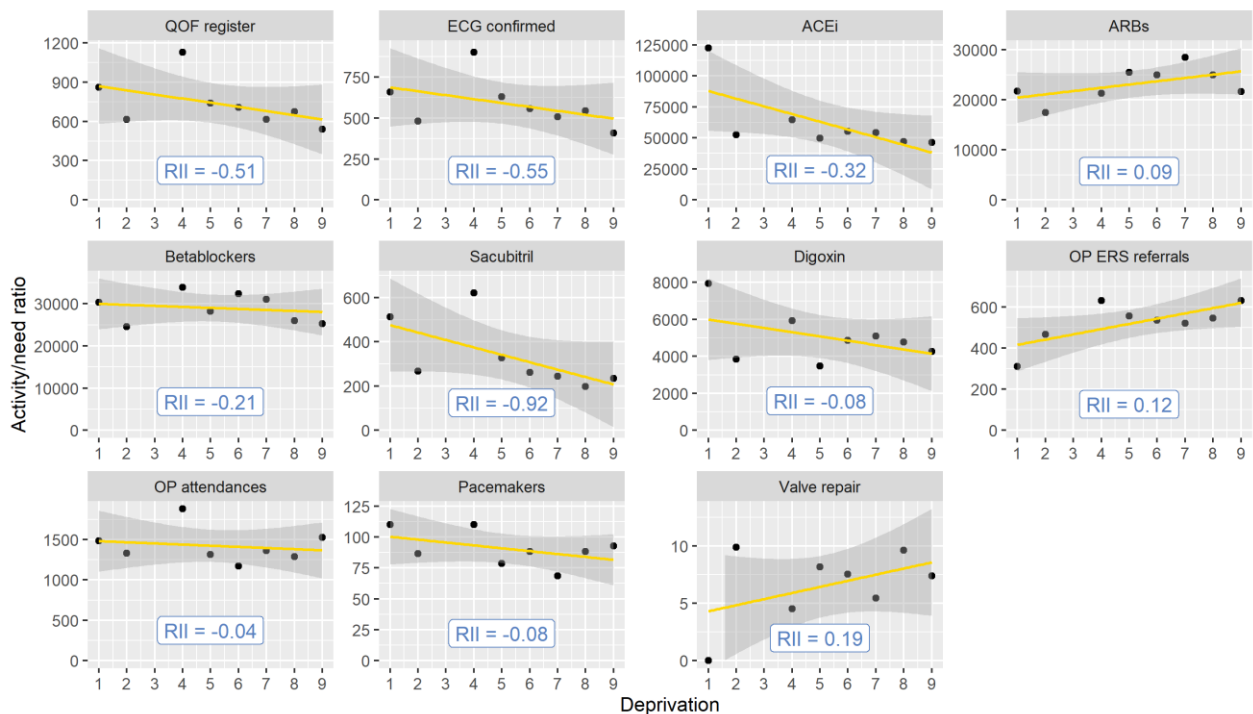 QOF register
ECG confirmed
ACEi
ARBs
1200
900
600
300
0
RII = -0.51
1 2 3 4 5 6 7 8 9
750
500
250
0
RII = -0.55
1 2 3 4 5 6 7 8 9
125000
100000
75000
50000
25000
0
RII = -0.32
1 2 3 4 5 6 7 8 9
30000
20000
10000
0
RII = 0.09
1 2 3 4 5 6 7 8 9
Activity/need ratio
Betablockers
Sacubitril
Digoxin
OP ERS referrals
30000
20000
10000
0
RII = -0.21
1 2 3 4 5 6 7 8 9
600
400
200
0
RII = -0.92
1 2 3 4 5 6 7 8 9
8000
6000
4000
2000
0
RII = -0.08
1 2 3 4 5 6 7 8 9
600
400
200
0
RII = 0.12
1 2 3 4 5 6 7 8 9
OP attendances
Pacemakers
Valve repair
1500
1000
500
0
RII = -0.04
1 2 3 4 5 6 7 8 9
125
100
75
50
25
0
RII = -0.08
1 2 3 4 5 6 7 8 9
10
5
0
RII = 0.19
1 2 3 4 5 6 7 8 9
Deprivation